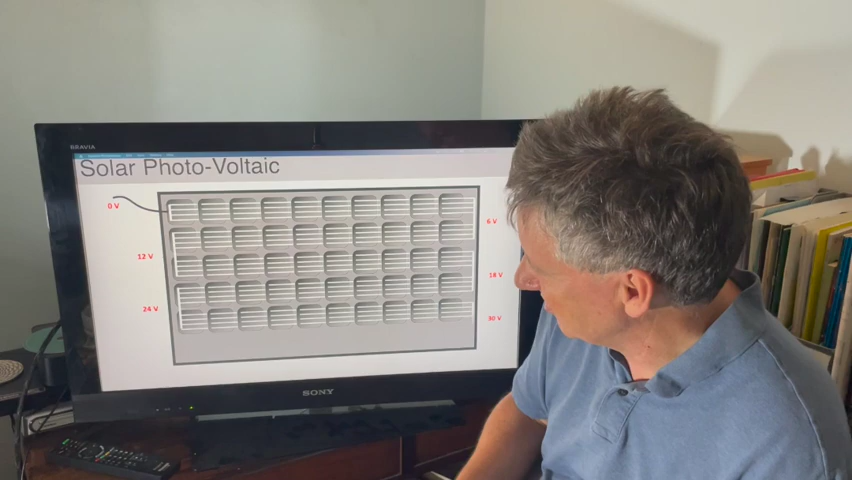 BRAVIA
Solar Photo-Voltaic
0 V
6 V
12 V
18 V
24 V
30 V
SONY